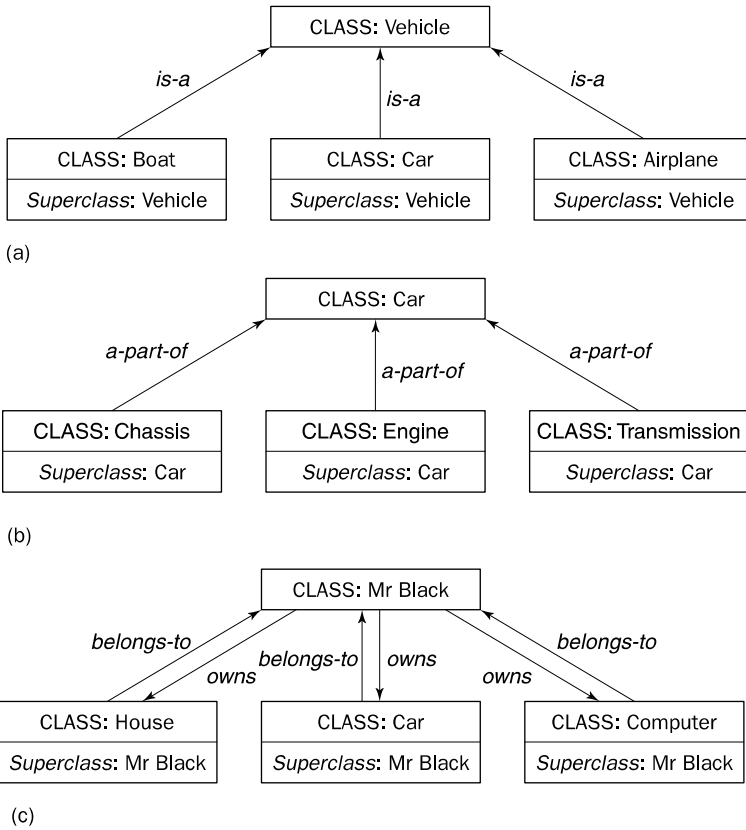 CLASS: Vehicle
is-a
is-a
is-a
CLASS: Boat
CLASS: Car
CLASS: Airplane
Superclass: Vehicle
Superclass: Vehicle
Superclass: Vehicle
(a)
CLASS: Car
a-part-of
a-part-of
a-part-of
CLASS: Chassis
CLASS: Engine
CLASS: Transmission
Superclass: Car
Superclass: Car
Superclass: Car
(b)
CLASS: Mr Black
belongs-to
owns
belongs-to
owns
owns
belongs-to
CLASS: House
CLASS: Car
CLASS: Computer
Superclass: Mr Black
Superclass: Mr Black
Superclass: Mr Black
(c)